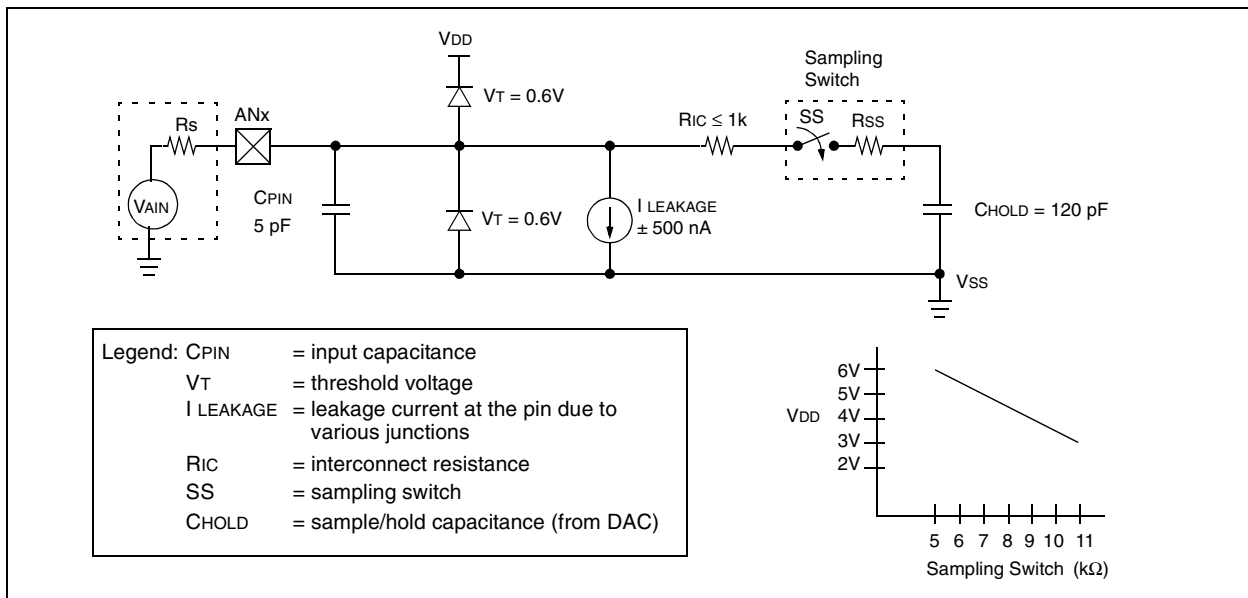 VDD
Sampling
Switch
VT = 0.6V
ANx
RS
RIC ≤ 1k
SS
RSS
VAIN
CPIN
5 pF
VT = 0.6V
I LEAKAGE
± 500 nA
CHOLD = 120 pF
VSS
Legend: CPIN = input capacitance
VT = threshold voltage
I LEAKAGE = leakage current at the pin due to
various junctions
RIC = interconnect resistance
SS = sampling switch
CHOLD = sample/hold capacitance (from DAC)
6V
5V
VDD 4V
3V
2V
5 6 7 8 9 10 11
Sampling Switch (kΩ)